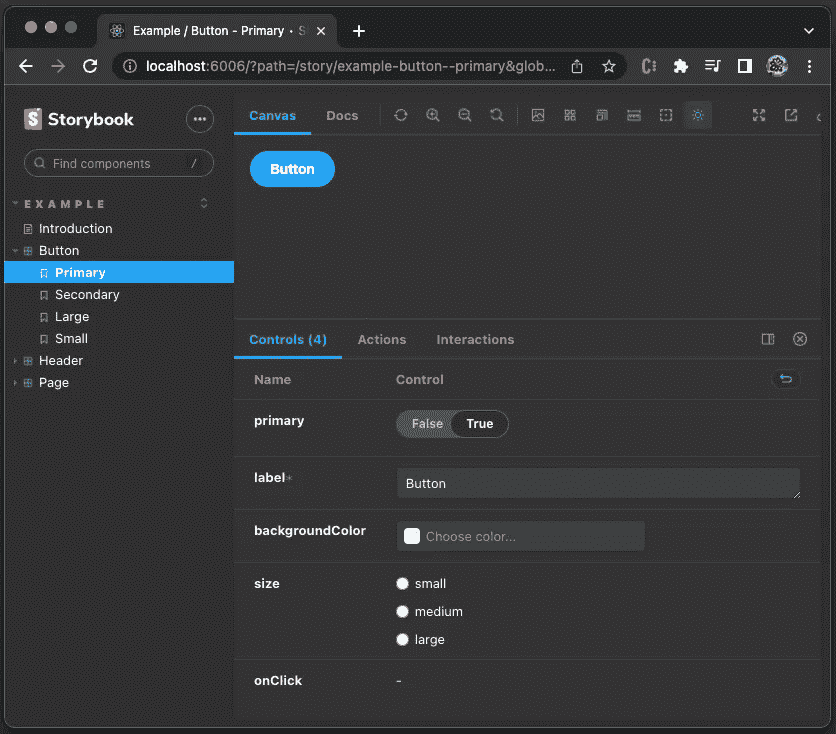 Example / Button - Primary • S
localhost:6006/?path=/story/example-button--primary&glob...
Storybook
Canvas Docs
Find components /
Button
EXAMPLE
Introduction
Button
Primary
Secondary
Large
Small
Header
Page
Controls (4) Actions Interactions
Name Control
primary False True
label* Button
backgroundColor Choose color...
size small
medium
large
onClick -